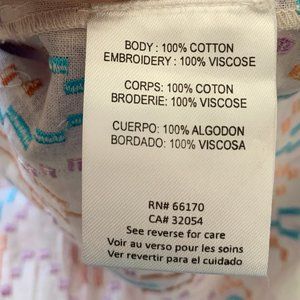 BODY : 100% COTTON
EMBROIDERY : 100% VISCOSE
CORPS: 100% COTON
BRODERIE: 100% VISCOSE
CUERPO: 100% ALGODON
BORDADO: 100% VISCOSA
RN# 66170
CA# 32054
See reverse for care
Voir au verso pour les soins
Ver revertir para el cuidado